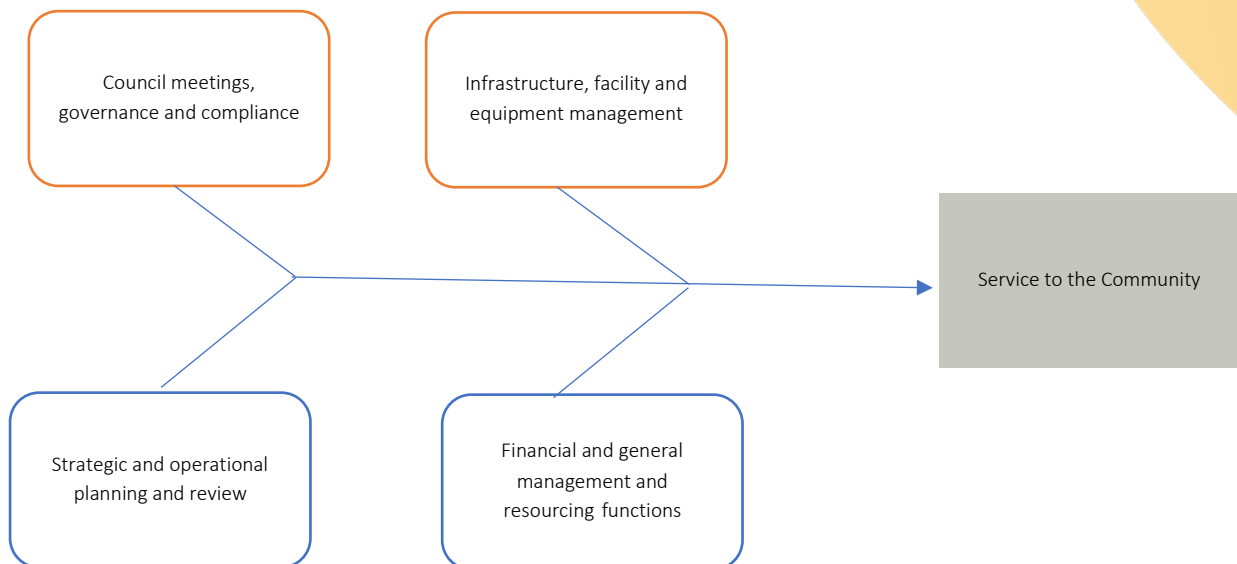 Council meetings,
governance and compliance
Infrastructure, facility and
equipment management
Service to the Community
Strategic and operational
planning and review
Financial and general
management and
resourcing functions